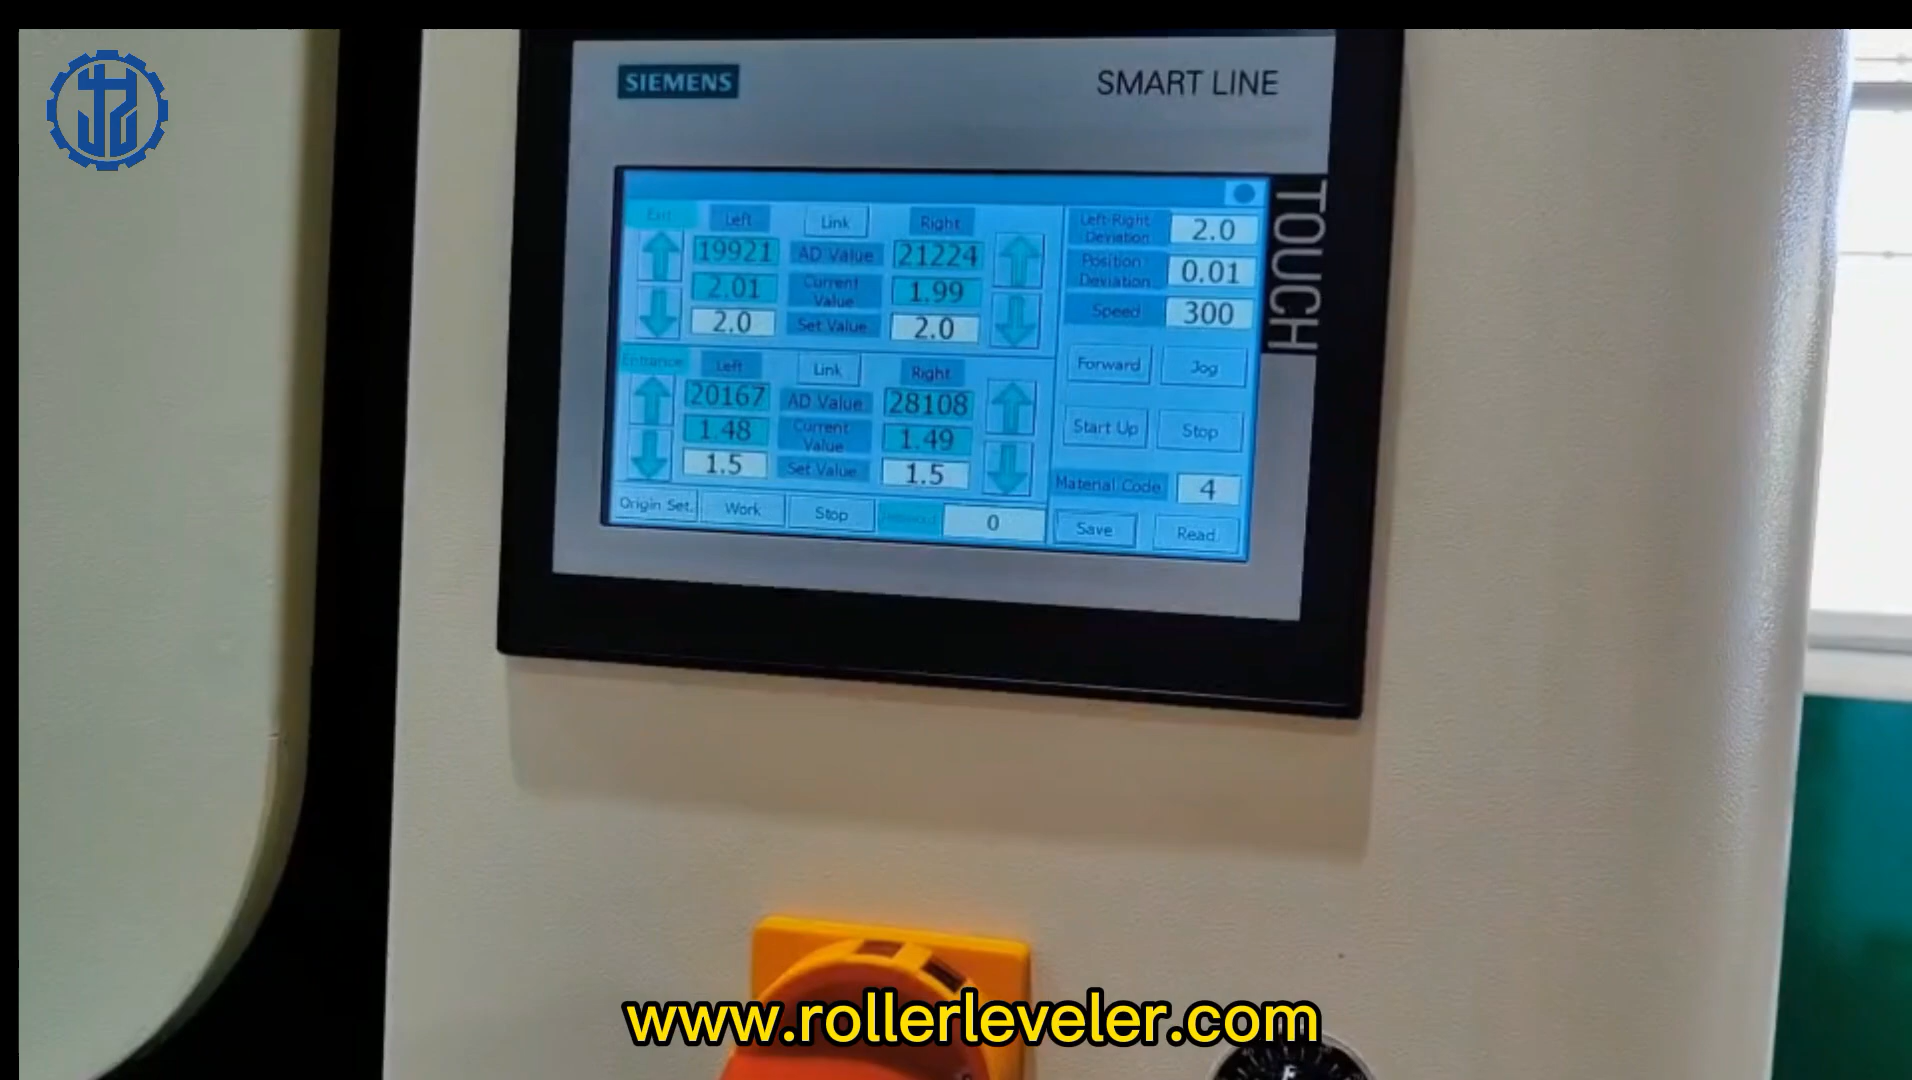 SIEMENS
SMART LINE
TOUCH
Exit
Left
Link
Right
19921
AD Value
21224
2.01
Current Value
1.99
2.0
Set Value
2.0
Entrance
Left
Link
Right
20167
AD Value
28108
1.48
Current Value
1.49
1.5
Set Value
1.5
Origin Set.
Work
Stop
0
Left-Right Deviation
2.0
Position Deviation
0.01
Speed
300
Forward
Jog
Start Up
Stop
Material Code
4
Save
Read
www.rollerleveler.com